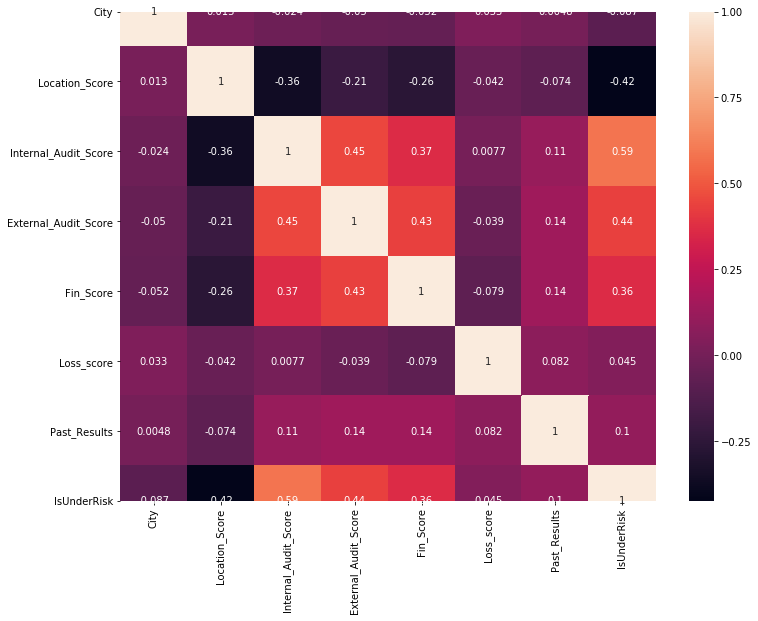 City 1 0.013 -0.024 -0.05 -0.052 0.033 0.0048 -0.087 1.00
Location_Score 0.013 1 -0.36 -0.21 -0.26 -0.042 -0.074 -0.42 0.75
Internal_Audit_Score -0.024 -0.36 1 0.45 0.37 0.0077 0.11 0.59 0.50
External_Audit_Score -0.05 -0.21 0.45 1 0.43 -0.039 0.14 0.44 0.25
Fin_Score -0.052 -0.26 0.37 0.43 1 -0.079 0.14 0.36
Loss_score 0.033 -0.042 0.0077 -0.039 -0.079 1 0.082 0.045 0.00
Past_Results 0.0048 -0.074 0.11 0.14 0.14 0.082 1 0.1 −0.25
IsUnderRisk -0.087 -0.42 0.59 0.44 0.36 0.045 0.1 1
City Location_Score Internal_Audit_Score External_Audit_Score Fin_Score Loss_score Past_Results IsUnderRisk